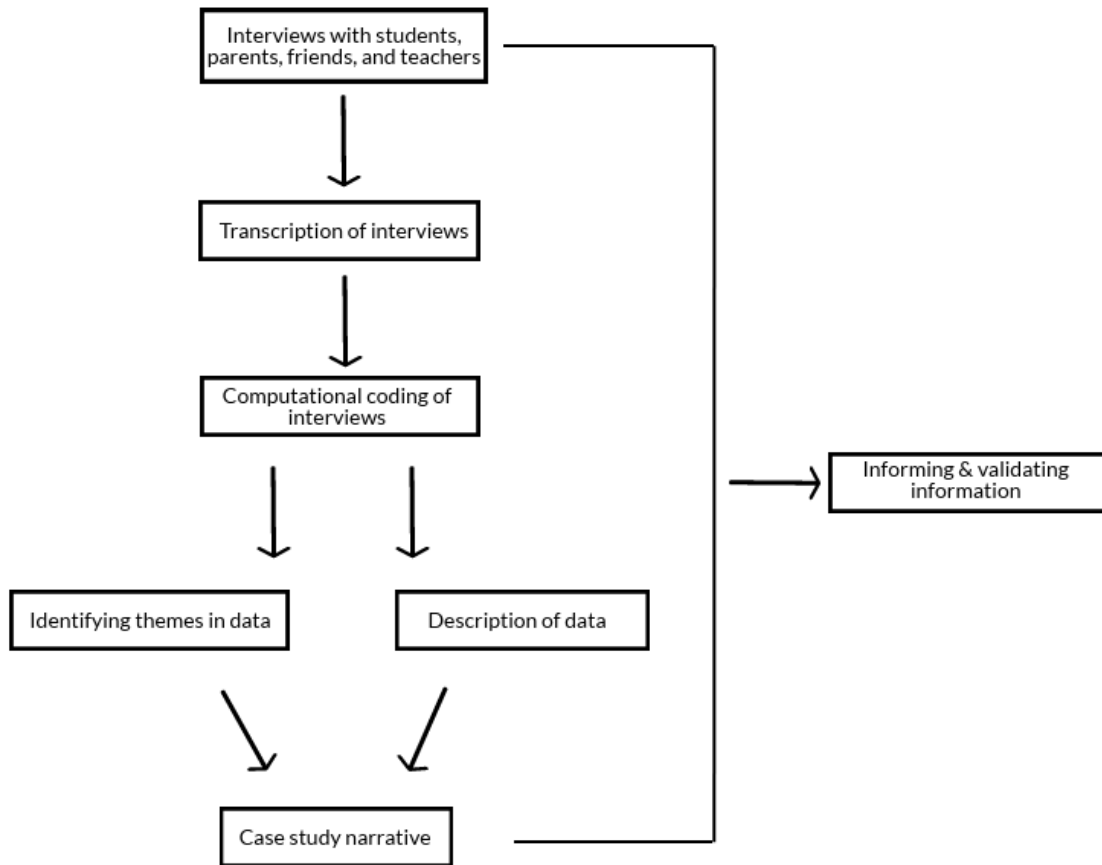 Interviews with students,
parents, friends, and teachers
Transcription of interviews
Computational coding of
interviews
Informing & validating
information
Identifying themes in data
Description of data
Case study narrative